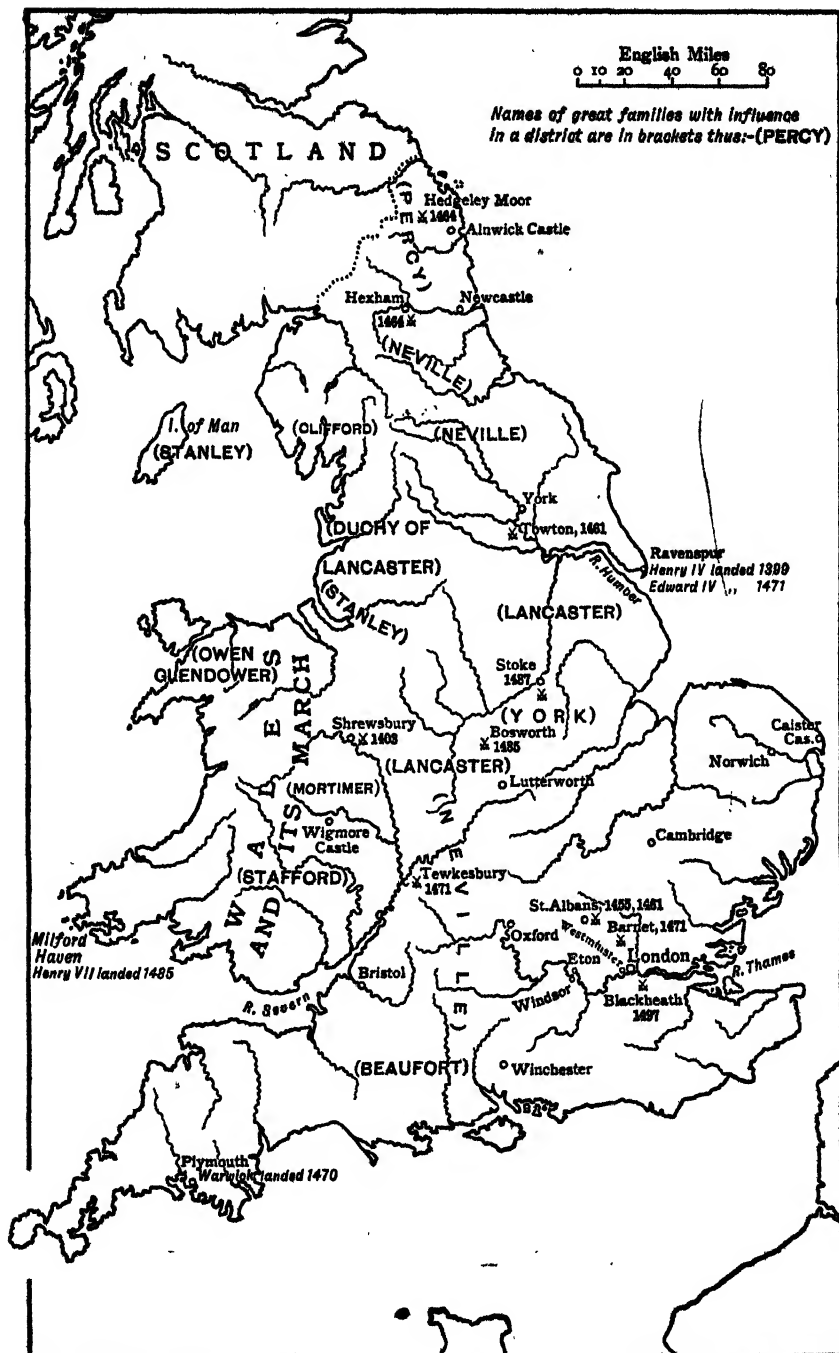 English Miles
0 10 20 40 60 80
Names of great families with influence
in a district are in brackets thus:-(PERCY)
SCOTLAND
(PERCY)
Hedgeley Moor
1464
Alnwick Castle
Hexham
1464
Newcastle
(NEVILLE)
I. of Man
(STANLEY)
(CLIFFORD)
(NEVILLE)
York
Towton, 1461
(DUCHY OF
LANCASTER)
(STANLEY)
R. Humber
Ravenspur
Henry IV landed 1399
Edward IV ,, 1471
(LANCASTER)
(OWEN
GLENDOWER)
Stoke
1487
(YORK)
WALES
AND ITS MARCH
Shrewsbury
1403
Bosworth
1485
(LANCASTER)
Lutterworth
Norwich
Caister
Cas.
(MORTIMER)
Wigmore
Castle
(NEVILLE)
Cambridge
(STAFFORD)
Tewkesbury
1471
St. Albans, 1455, 1461
Barnet, 1471
Oxford
Westminster
London
Eton
R. Thames
Milford
Haven
Henry VII landed 1485
Bristol
Windsor
Blackheath
1497
R. Severn
(BEAUFORT)
Winchester
Plymouth
Warwick landed 1470